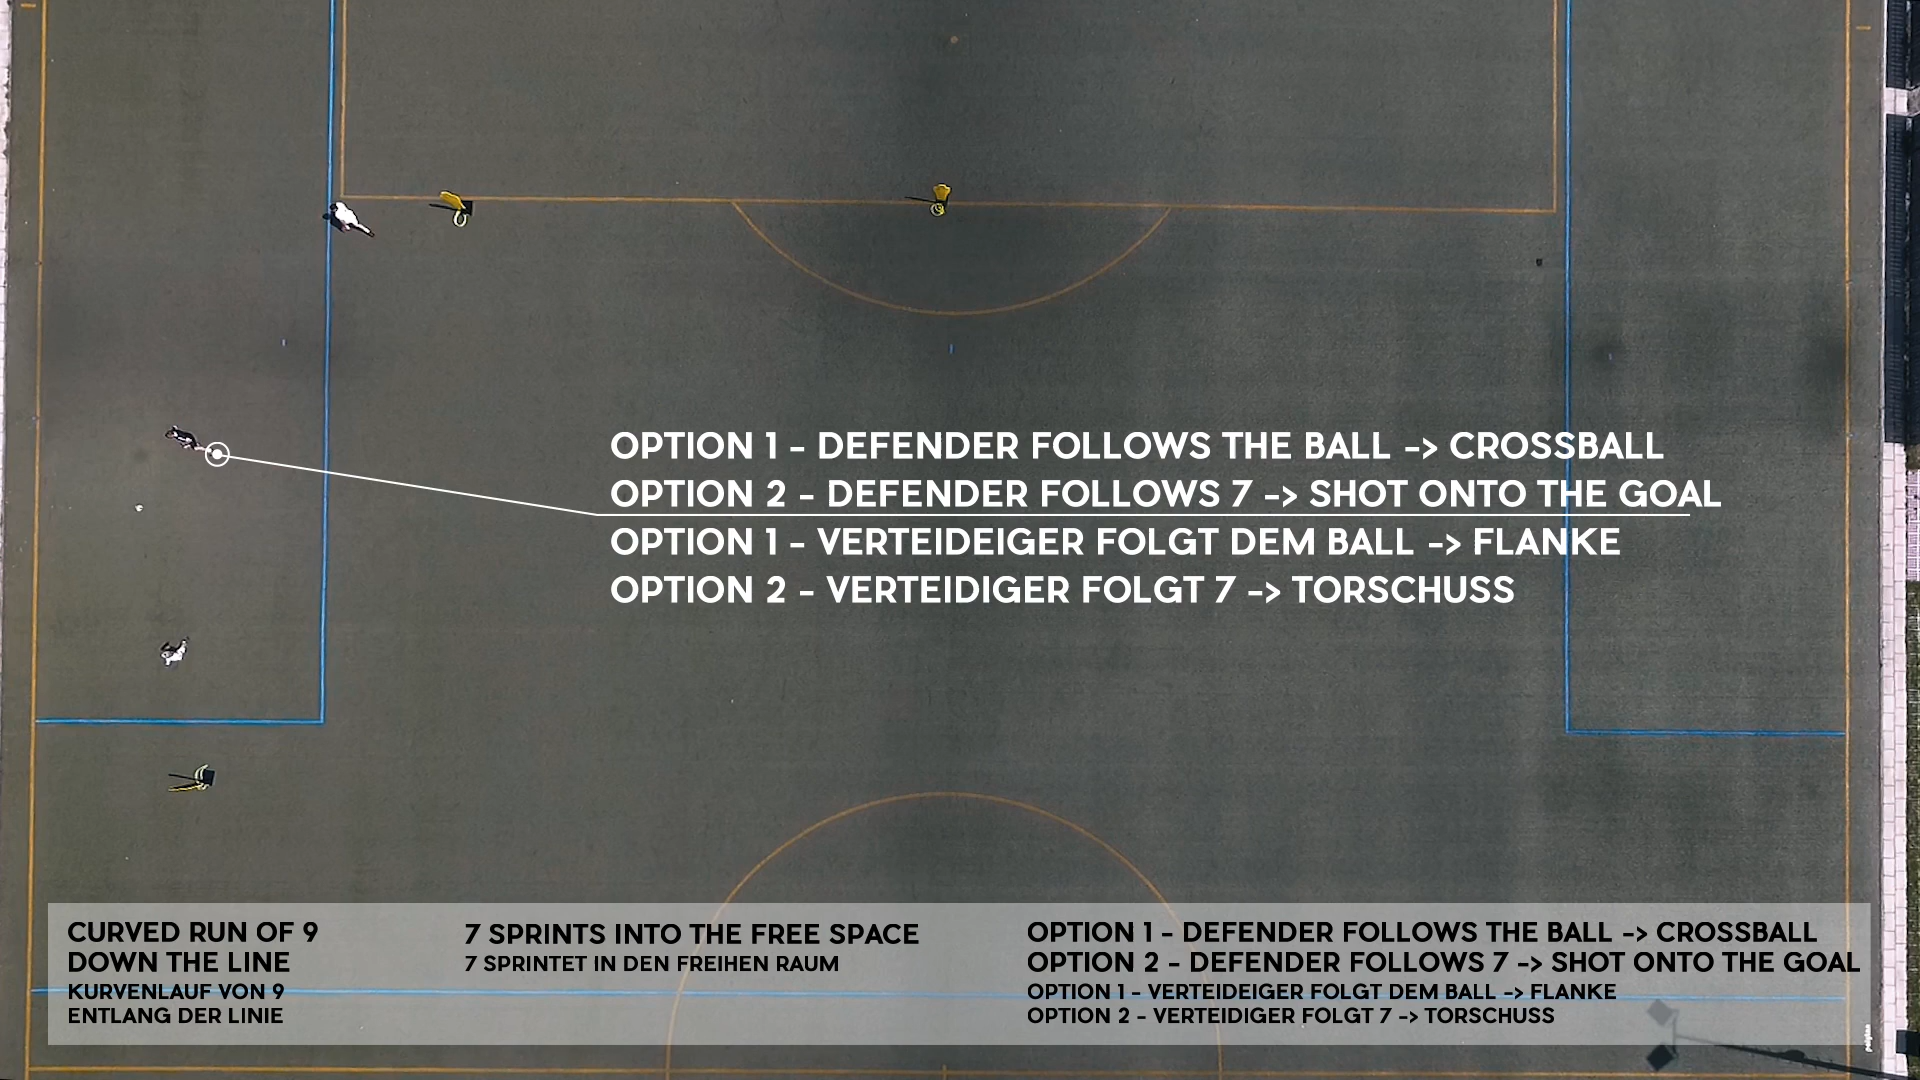 OPTION 1 - DEFENDER FOLLOWS THE BALL -> CROSSBALL
OPTION 2 - DEFENDER FOLLOWS 7 -> SHOT ONTO THE GOAL
OPTION 1 - VERTEIDEIGER FOLGT DEM BALL -> FLANKE
OPTION 2 - VERTEIDIGER FOLGT 7 -> TORSCHUSS
CURVED RUN OF 9
DOWN THE LINE
KURVENLAUF VON 9
ENTLANG DER LINIE
7 SPRINTS INTO THE FREE SPACE
7 SPRINTET IN DEN FREIHEN RAUM
OPTION 1 - DEFENDER FOLLOWS THE BALL -> CROSSBALL
OPTION 2 - DEFENDER FOLLOWS 7 -> SHOT ONTO THE GOAL
OPTION 1 - VERTEIDEIGER FOLGT DEM BALL -> FLANKE
OPTION 2 - VERTEIDIGER FOLGT 7 -> TORSCHUSS